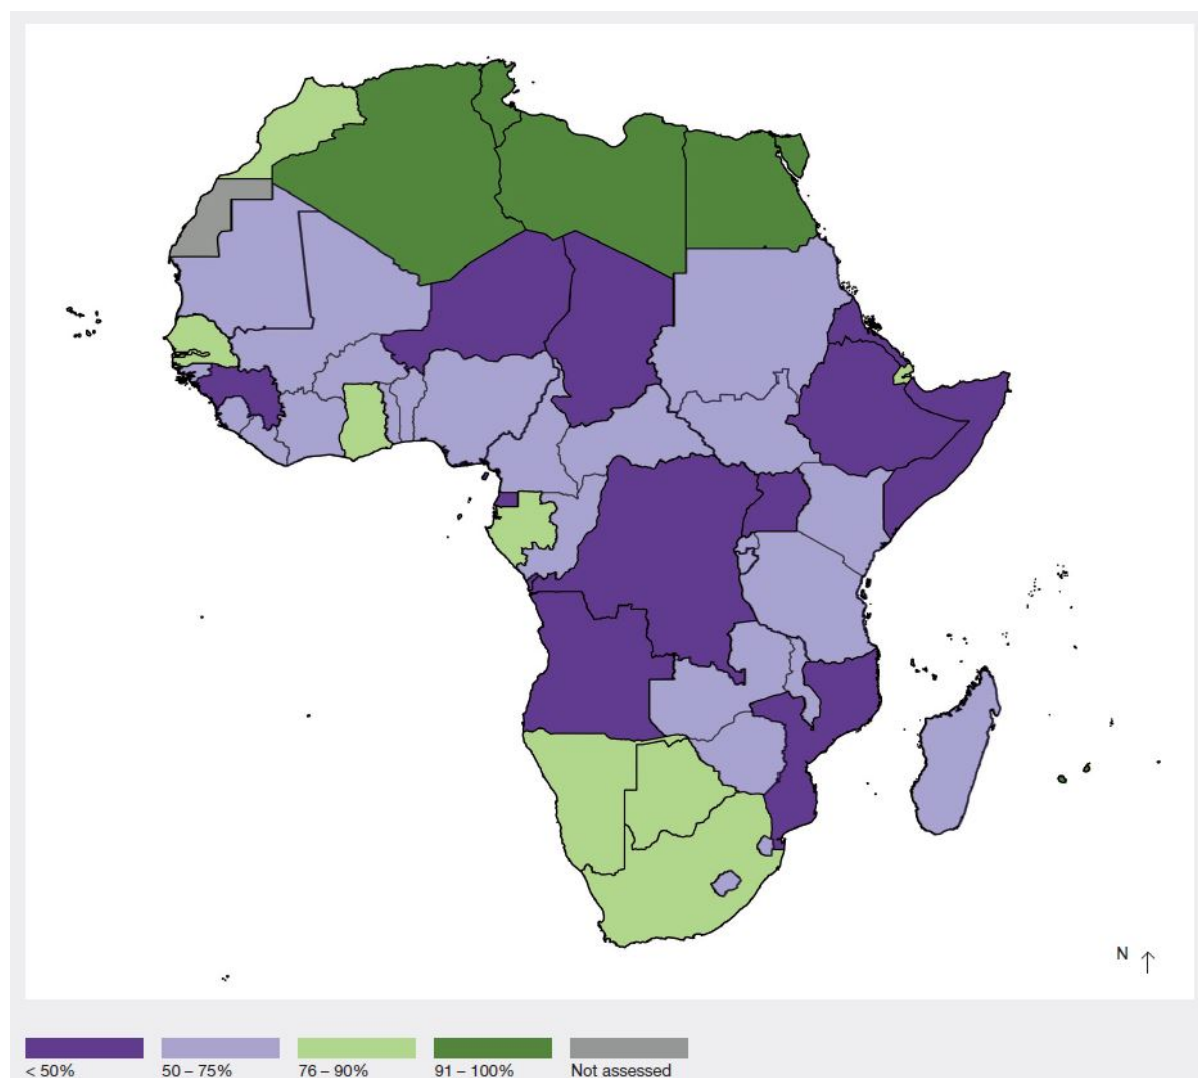 N
< 50%
50 – 75%
76 – 90%
91 – 100%
Not assessed